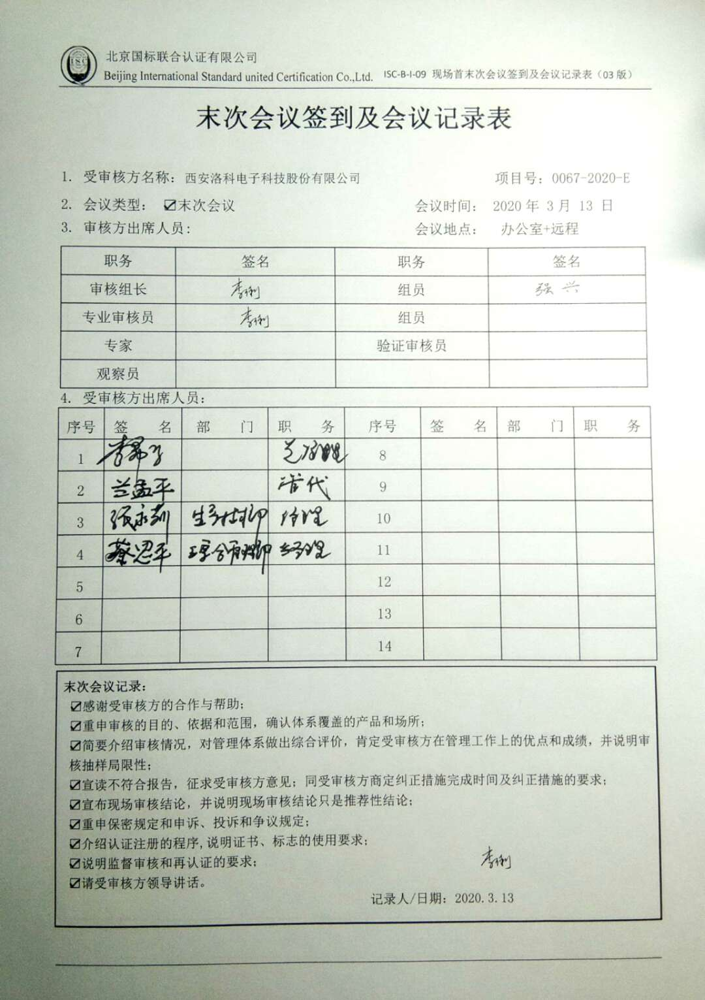 ISC
北京国标联合认证有限公司
Beijing International Standard united Certification Co.,Ltd. ISC-B-I-09 现场首末次会议签到及会议记录表（03 版）
末次会议签到及会议记录表
1. 受审核方名称：西安洛科电子科技股份有限公司 项目号：0067-2020-E
2. 会议类型： ☑末次会议 会议时间： 2020 年 3 月 13 日
3. 审核方出席人员： 会议地点： 办公室+远程
职务 签名 职务 签名
审核组长 李俐 组员 强兴
专业审核员 李俐 组员
专家 验证审核员
观察员
4. 受审核方出席人员：
序号 签 名 部 门 职 务 序号 签 名 部 门 职 务
1 8
2 兰孟平 管代 9
3 张永莉 经理 10
4 蔡恩平 经理 11
5 12
6 13
7 14
末次会议记录：
☑感谢受审核方的合作与帮助；
☑重申审核的目的、依据和范围，确认体系覆盖的产品和场所；
☑简要介绍审核情况，对管理体系做出综合评价，肯定受审核方在管理工作上的优点和成绩，并说明审
核抽样局限性；
☑宣读不符合报告，征求受审核方意见；同受审核方商定纠正措施完成时间及纠正措施的要求；
☑宣布现场审核结论，并说明现场审核结论只是推荐性结论；
☑重申保密规定和申诉、投诉和争议规定；
☑介绍认证注册的程序,说明证书、标志的使用要求；
☑说明监督审核和再认证的要求；
☑请受审核方领导讲话。
李俐
记录人/日期：2020.3.13